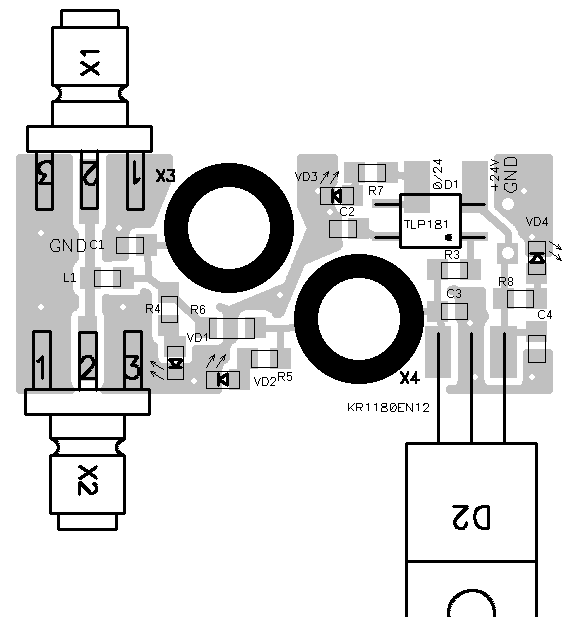 X1
3 2 1 X3
VD3
R7
0/24
D1
+24V
GND
C2
TLP181
VD4
GND C1
L1
R3
R8
C3
R4 R6
VD1
C4
1 2 3
VD2 R5
X4
KR1180EN12
X2
D2